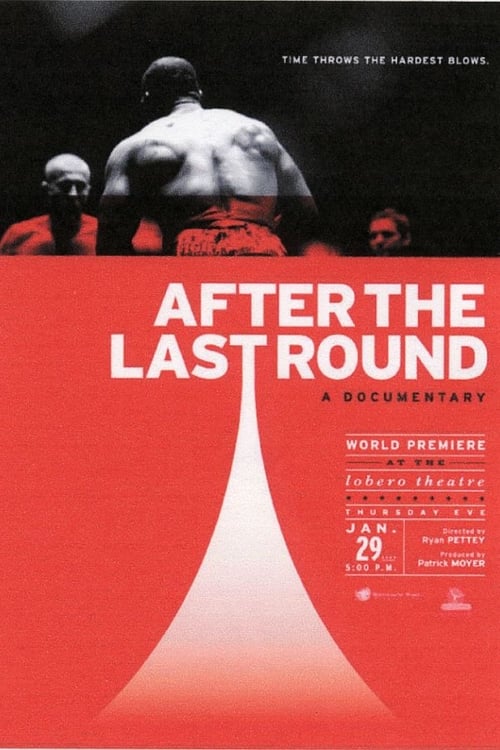 TIME THROWS THE HARDEST BLOWS.
AFTER THE
LAST ROUND
A DOCUMENTARY
WORLD PREMIERE
AT THE
lobero theatre
THURSDAY EVE
JAN.
29
5:00 P.M.
Directed by
Ryan PETTEY
Produced by
Patrick MOYER